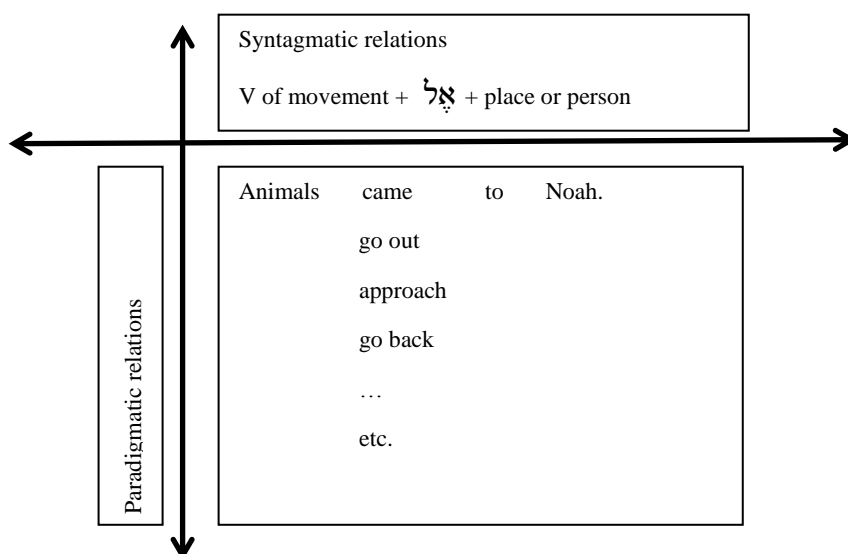 Syntagmatic relations
V of movement + אֶל + place or person
Paradigmatic relations
Animals came to Noah.
go out
approach
go back
…
etc.